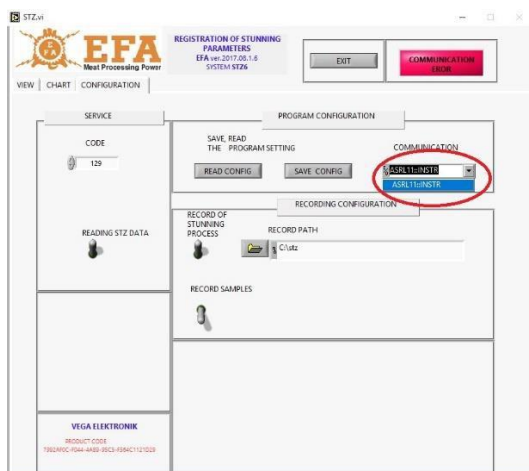 STZ.vi
EFA
Meat Processing Power
REGISTRATION OF STUNNING
PARAMETERS
EFA ver.2017.08.1.6
SYSTEM STZ6
EXIT
COMMUNICATION
EROR
VIEW
CHART
CONFIGURATION
SERVICE
CODE
129
READING STZ DATA
PROGRAM CONFIGURATION
SAVE, READ
THE PROGRAM SETTING
READ CONFIG
SAVE CONFIG
COMMUNICATION
ASRL11::INSTR
ASRL11::INSTR
RECORDING CONFIGURATION
RECORD OF
STUNNING
PROCESS
RECORD PATH
C:\stz
RECORD SAMPLES
VEGA ELEKTRONIK
PRODUCT CODE